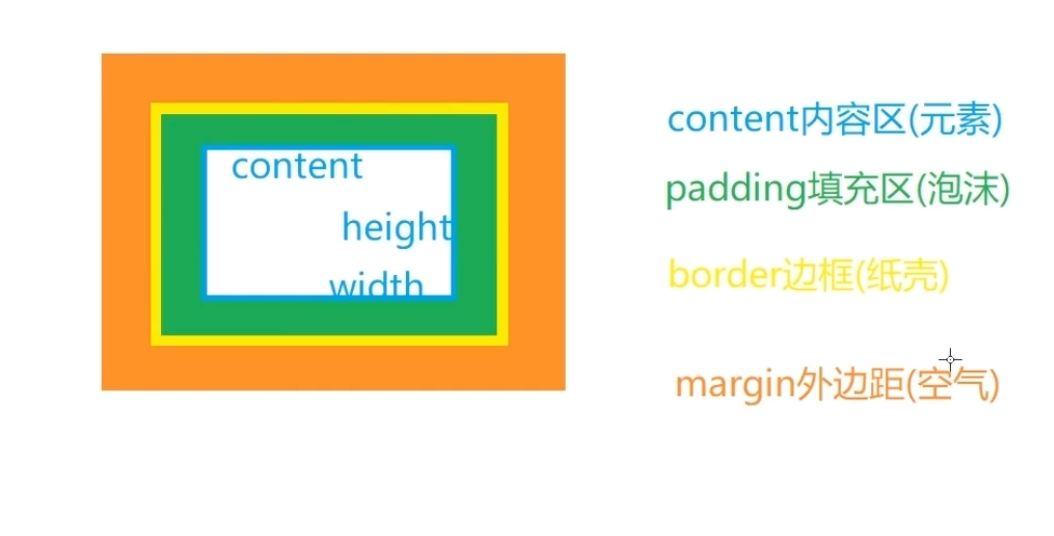 content
height
width
content内容区(元素)
padding填充区(泡沫)
border边框(纸壳)
margin外边距(空气)